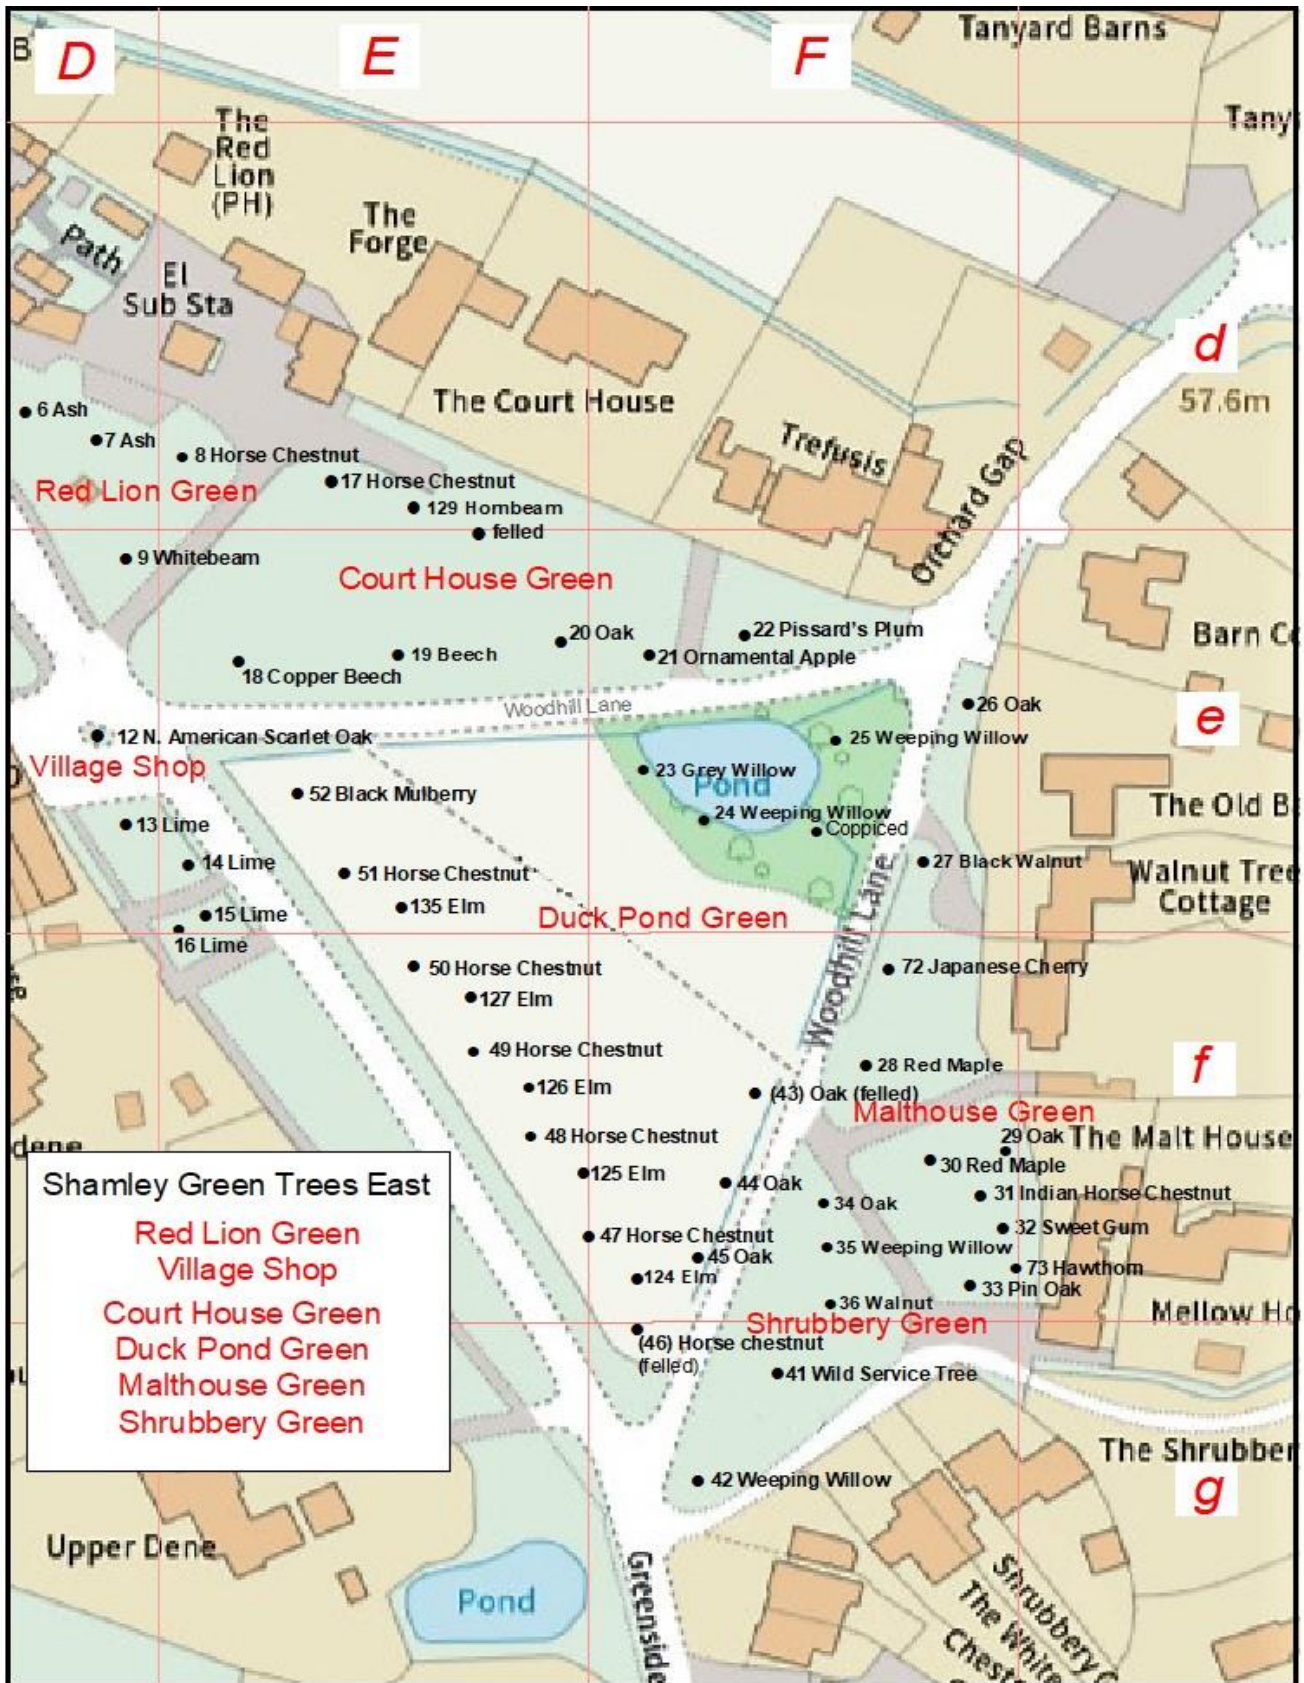 B
D
E
F
Tanyard Barns
Tany
The
Red
Lion
(PH)
The
Forge
Path
El
Sub Sta
d
57.6m
The Court House
Trefusis
Orchard Gap
6 Ash
7 Ash
8 Horse Chestnut
17 Horse Chestnut
Red Lion Green
129 Hornbeam
felled
9 Whitebeam
Court House Green
20 Oak
22 Pissard's Plum
Barn Co
19 Beech
21 Ornamental Apple
18 Copper Beech
Woodhill Lane
26 Oak
e
12 N. American Scarlet Oak
25 Weeping Willow
Village Shop
23 Grey Willow
Pond
52 Black Mulberry
24 Weeping Willow
The Old Ba
13 Lime
Coppiced
14 Lime
51 Horse Chestnut
27 Black Walnut
Walnut Tree
Cottage
135 Elm
15 Lime
Duck Pond Green
Woodhill Lane
16 Lime
50 Horse Chestnut
72 Japanese Cherry
127 Elm
49 Horse Chestnut
28 Red Maple
f
126 Elm
(43) Oak (felled)
Malthouse Green
48 Horse Chestnut
29 Oak
The Malt House
dene
125 Elm
30 Red Maple
44 Oak
31 Indian Horse Chestnut
34 Oak
32 Sweet Gum
47 Horse Chestnut
35 Weeping Willow
45 Oak
73 Hawthorn
124 Elm
33 Pin Oak
36 Walnut
Mellow Ho
Shrubbery Green
(46) Horse chestnut
(felled)
41 Wild Service Tree
Shamley Green Trees East
Red Lion Green
Village Shop
Court House Green
Duck Pond Green
Malthouse Green
Shrubbery Green
The Shrubber
g
42 Weeping Willow
Upper Dene
Pond
Greenside
Shrubbery C
The White
Chest